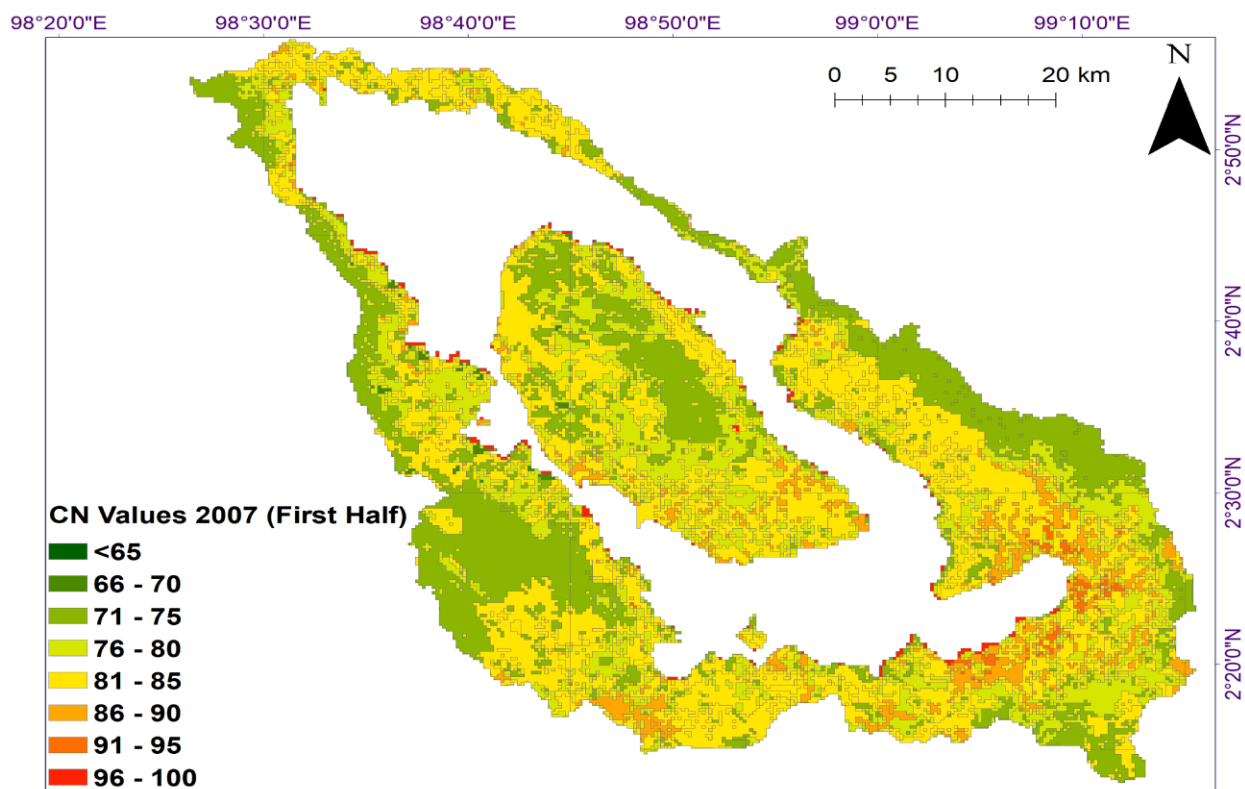 98°20'0"E 98°30'0"E 98°40'0"E 98°50'0"E 99°0'0"E 99°10'0"E
N
0 5 10 20 km
2°50'0"N
2°40'0"N
2°30'0"N
2°20'0"N
CN Values 2007 (First Half)
<65
66 - 70
71 - 75
76 - 80
81 - 85
86 - 90
91 - 95
96 - 100